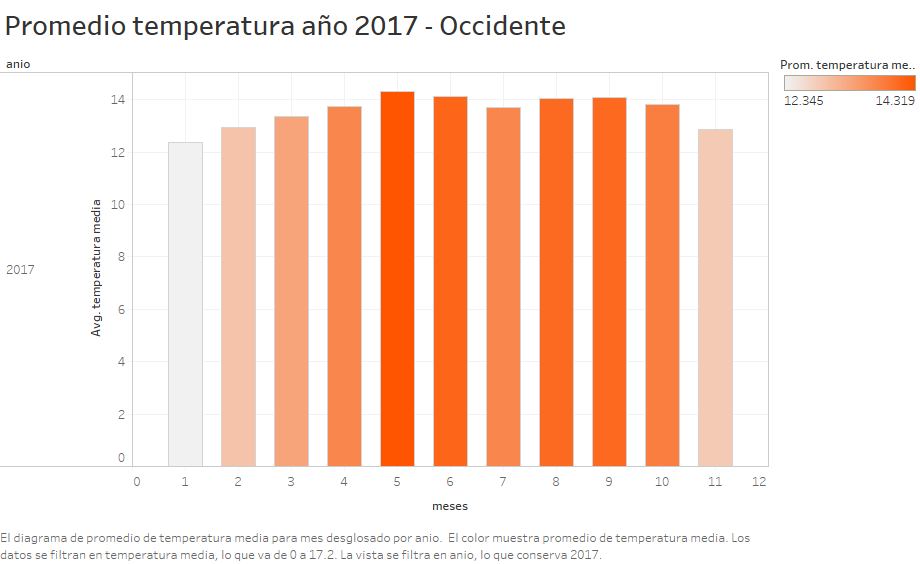 Promedio temperatura año 2017 - Occidente
anio
Prom. temperatura me..
12.345 14.319
14
12
10
8
6
4
2
0
Avg. temperatura media
2017
0 1 2 3 4 5 6 7 8 9 10 11 12
meses
El diagrama de promedio de temperatura media para mes desglosado por anio. El color muestra promedio de temperatura media. Los
datos se filtran en temperatura media, lo que va de 0 a 17.2. La vista se filtra en anio, lo que conserva 2017.